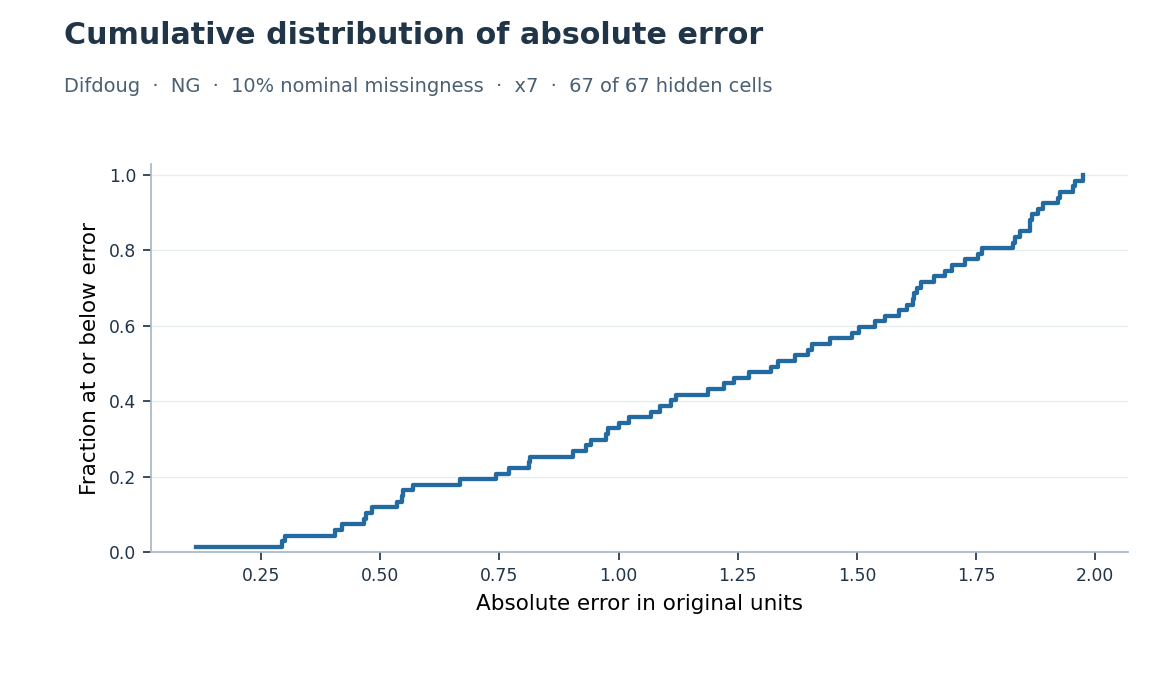 Cumulative distribution of absolute error
Difdoug · NG · 10% nominal missingness · x7 · 67 of 67 hidden cells
Fraction at or below error
1.0
0.8
0.6
0.4
0.2
0.0
0.25 0.50 0.75 1.00 1.25 1.50 1.75 2.00
Absolute error in original units